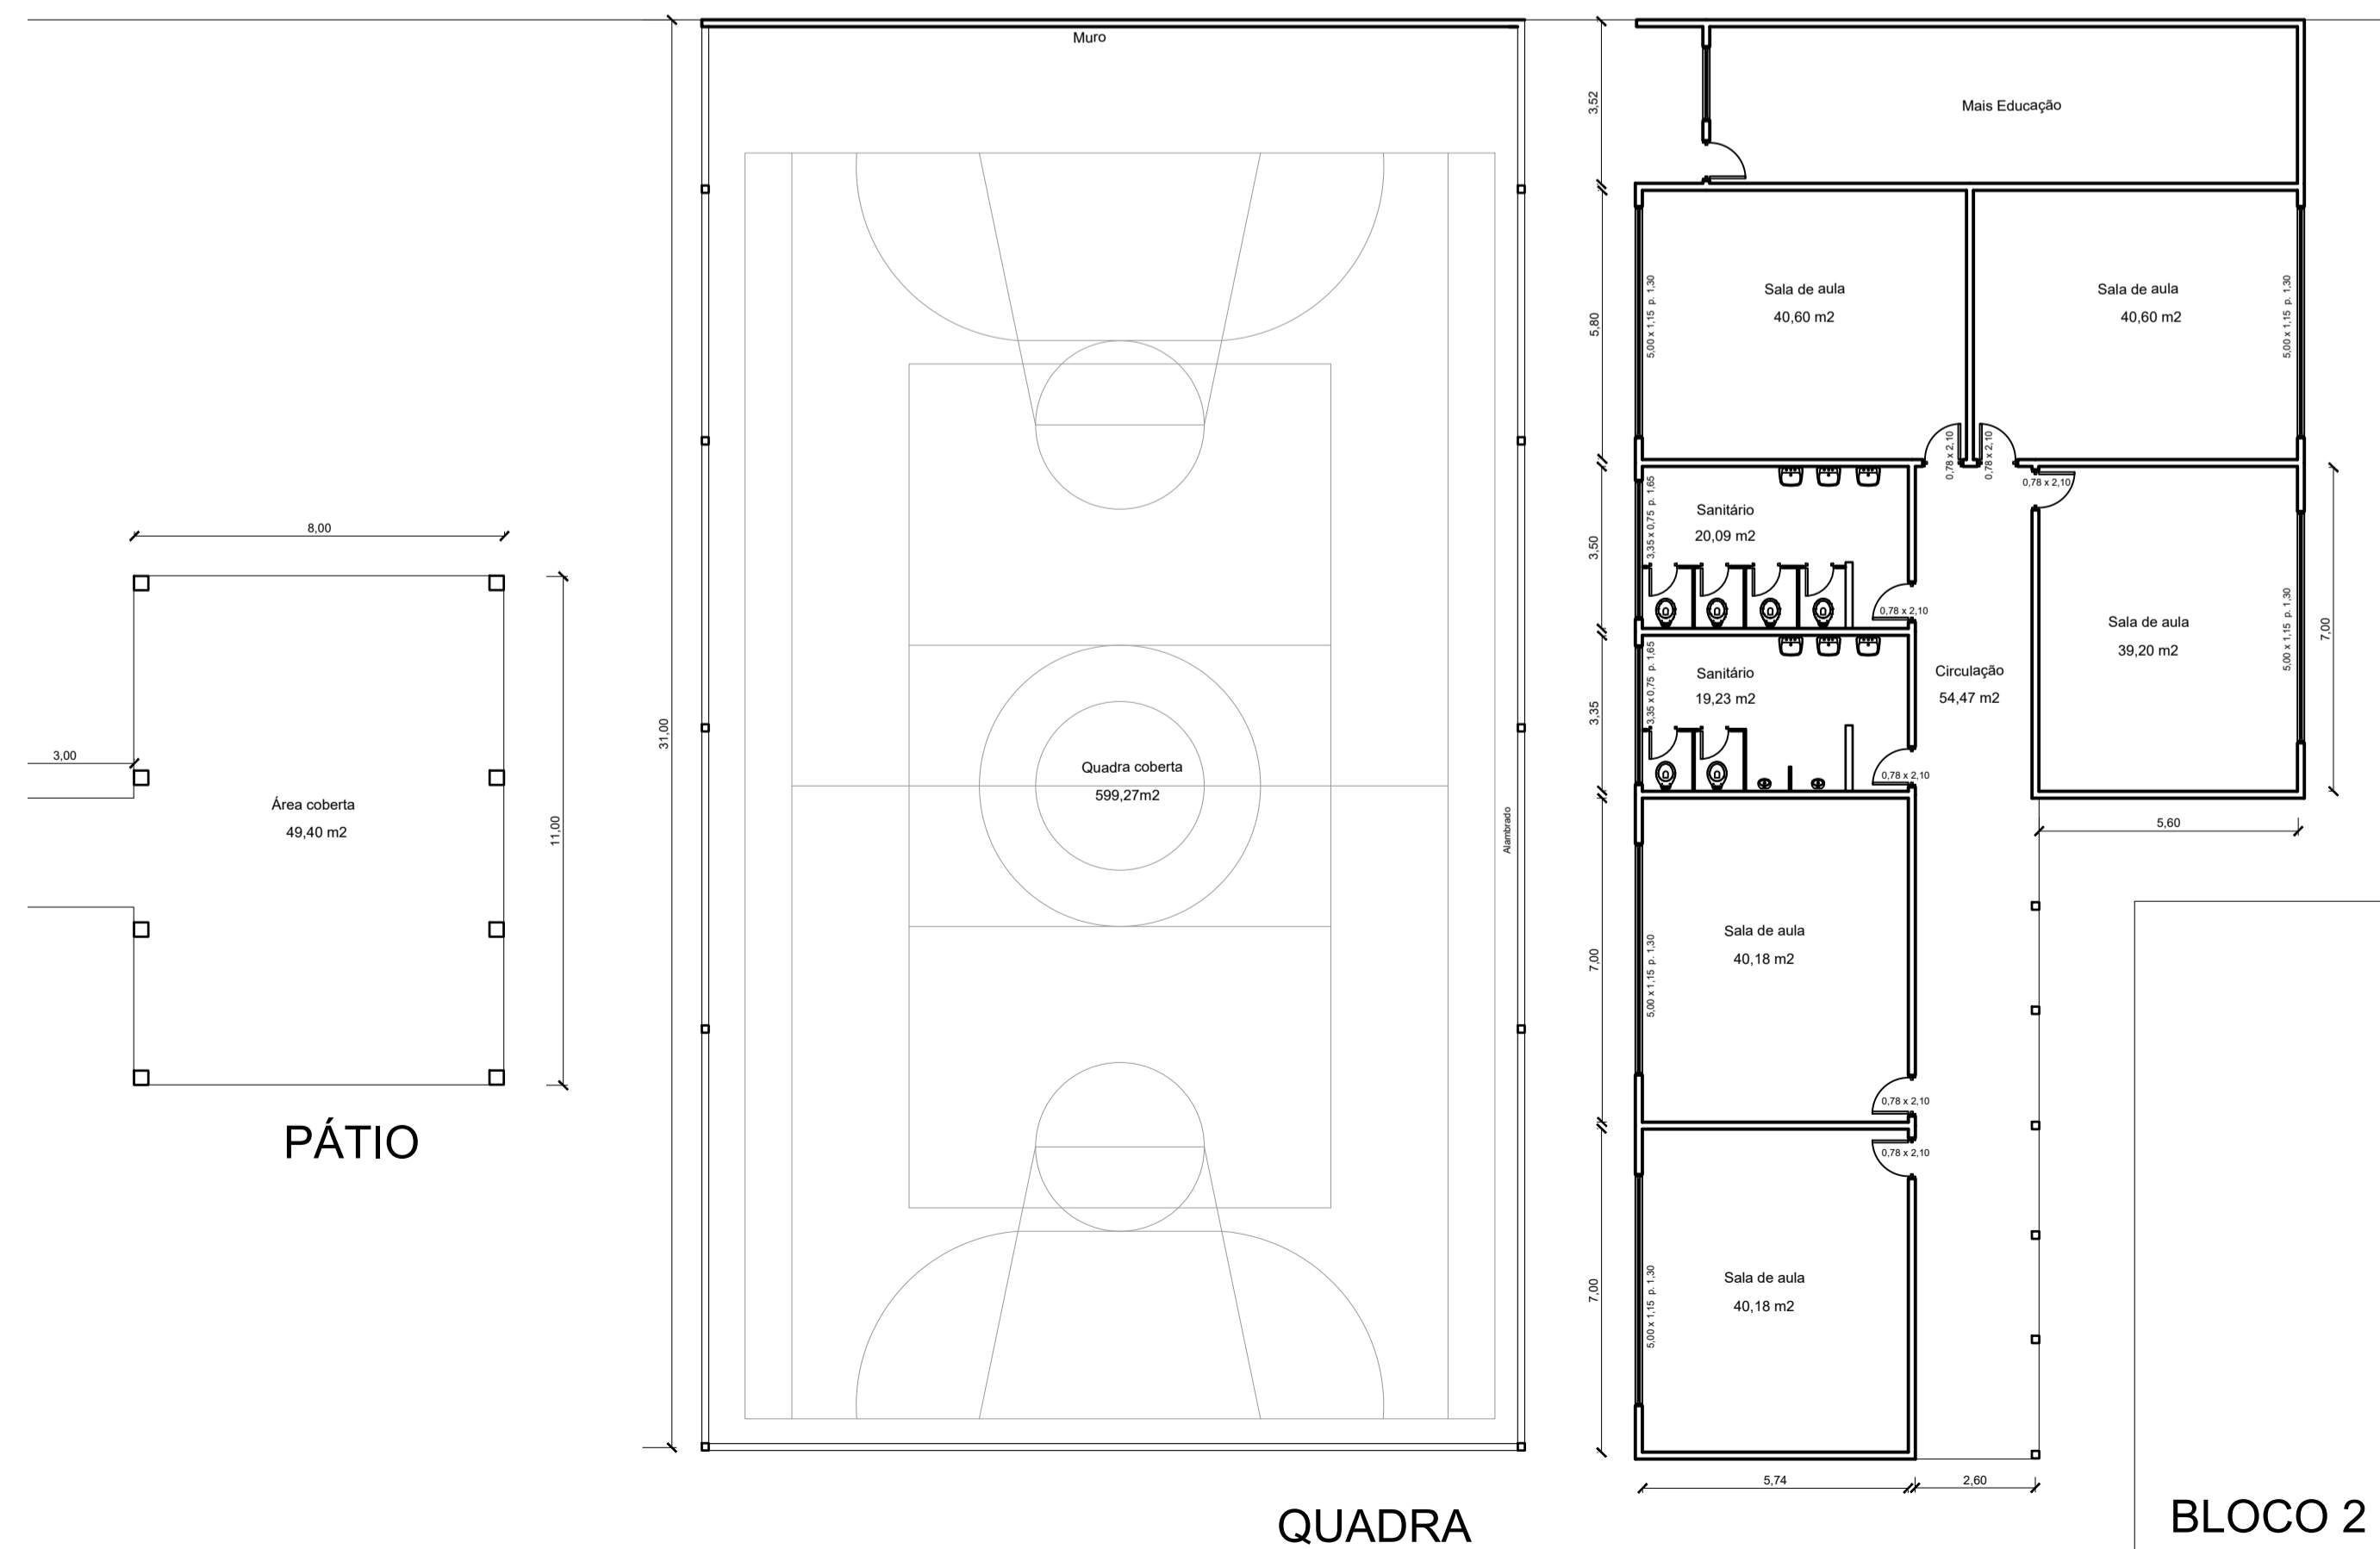 8,00
3,00
Área coberta
49,40 m2
11,00
PÁTIO
31,00
Muro
Quadra coberta
599,27m2
Alambrado
QUADRA
3,52
5,80
3,50
3,35
7,00
7,00
Mais Educação
Sala de aula
40,60 m2
5,00 x 1,15 p. 1,30
0,78 x 2,10
Sala de aula
40,60 m2
5,00 x 1,15 p. 1,30
0,78 x 2,10
Sanitário
20,09 m2
3,35 x 0,75 p. 1,65
0,78 x 2,10
Sanitário
19,23 m2
3,35 x 0,75 p. 1,65
0,78 x 2,10
Circulação
54,47 m2
0,78 x 2,10
Sala de aula
39,20 m2
5,00 x 1,15 p. 1,30
7,00
5,60
Sala de aula
40,18 m2
5,00 x 1,15 p. 1,30
0,78 x 2,10
Sala de aula
40,18 m2
5,00 x 1,15 p. 1,30
0,78 x 2,10
5,74
2,60
BLOCO 2